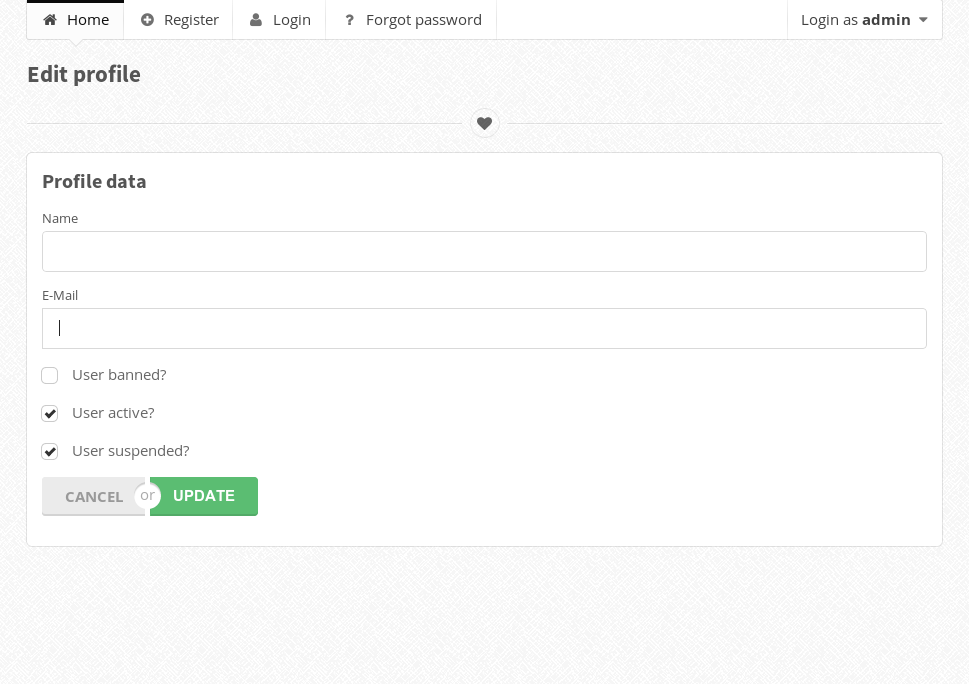 Home Register Login ? Forgot password Login as admin
Edit profile
Profile data
Name
E-Mail
User banned?
User active?
User suspended?
CANCEL or UPDATE